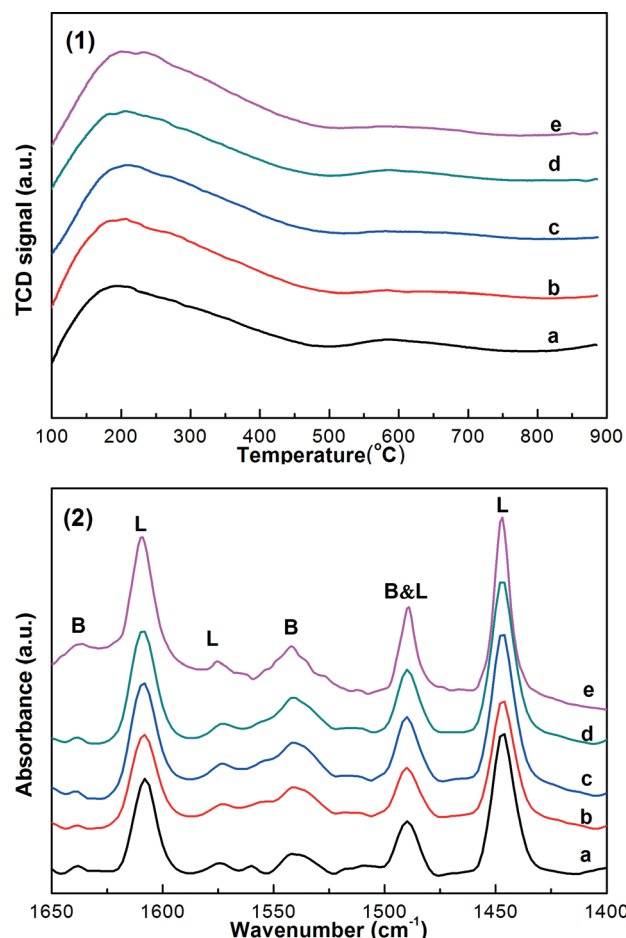 (1)
TCD signal (a.u.)
e
d
c
b
a
100 200 300 400 500 600 700 800 900
Temperature(°C)
(2)
L
L
B
L
B
B&L
e
d
c
b
a
Absorbance (a.u.)
1650 1600 1550 1500 1450 1400
Wavenumber (cm⁻¹)